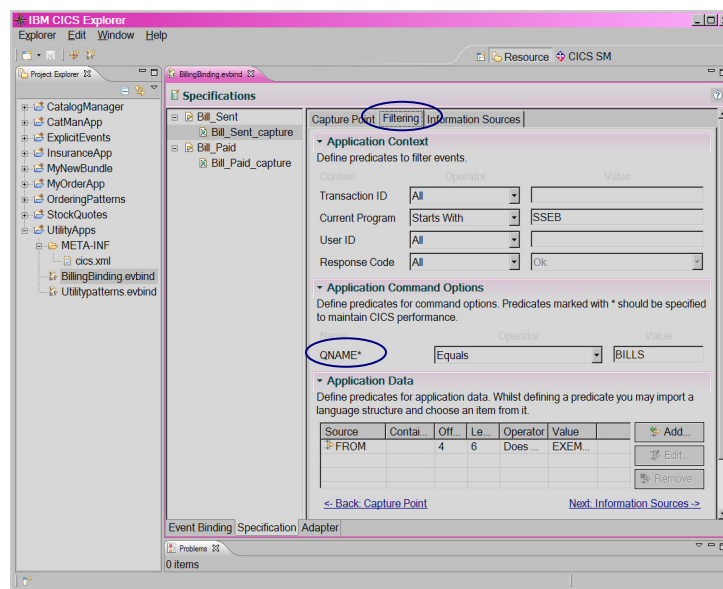 IBM CICS Explorer
Explorer Edit Window Help
Resource CICS SM
Project Explorer
BillingBinding.evbind
Specifications
CatalogManager
CatManApp
ExplicitEvents
InsuranceApp
MyNewBundle
MyOrderApp
OrderingPatterns
StockQuotes
UtilityApps
META-INF
cics.xml
BillingBinding.evbind
Utilitypatterns.evbind
Bill_Sent
Bill_Sent_capture
Bill_Paid
Bill_Paid_capture
Capture Point Filtering Information Sources
Application Context
Define predicates to filter events.
Context Operator Value
Transaction ID All
Current Program Starts With SSEB
User ID All
Response Code All Ok
Application Command Options
Define predicates for command options. Predicates marked with * should be specified
to maintain CICS performance.
Name Operator Value
QNAME* Equals BILLS
Application Data
Define predicates for application data. Whilst defining a predicate you may import a
language structure and choose an item from it.
Source Contai... Off... Le... Operator Value Add...
FROM 4 6 Does ... EXEM...
Edit...
Remove
<- Back: Capture Point Next: Information Sources ->
Event Binding Specification Adapter
Problems
0 items